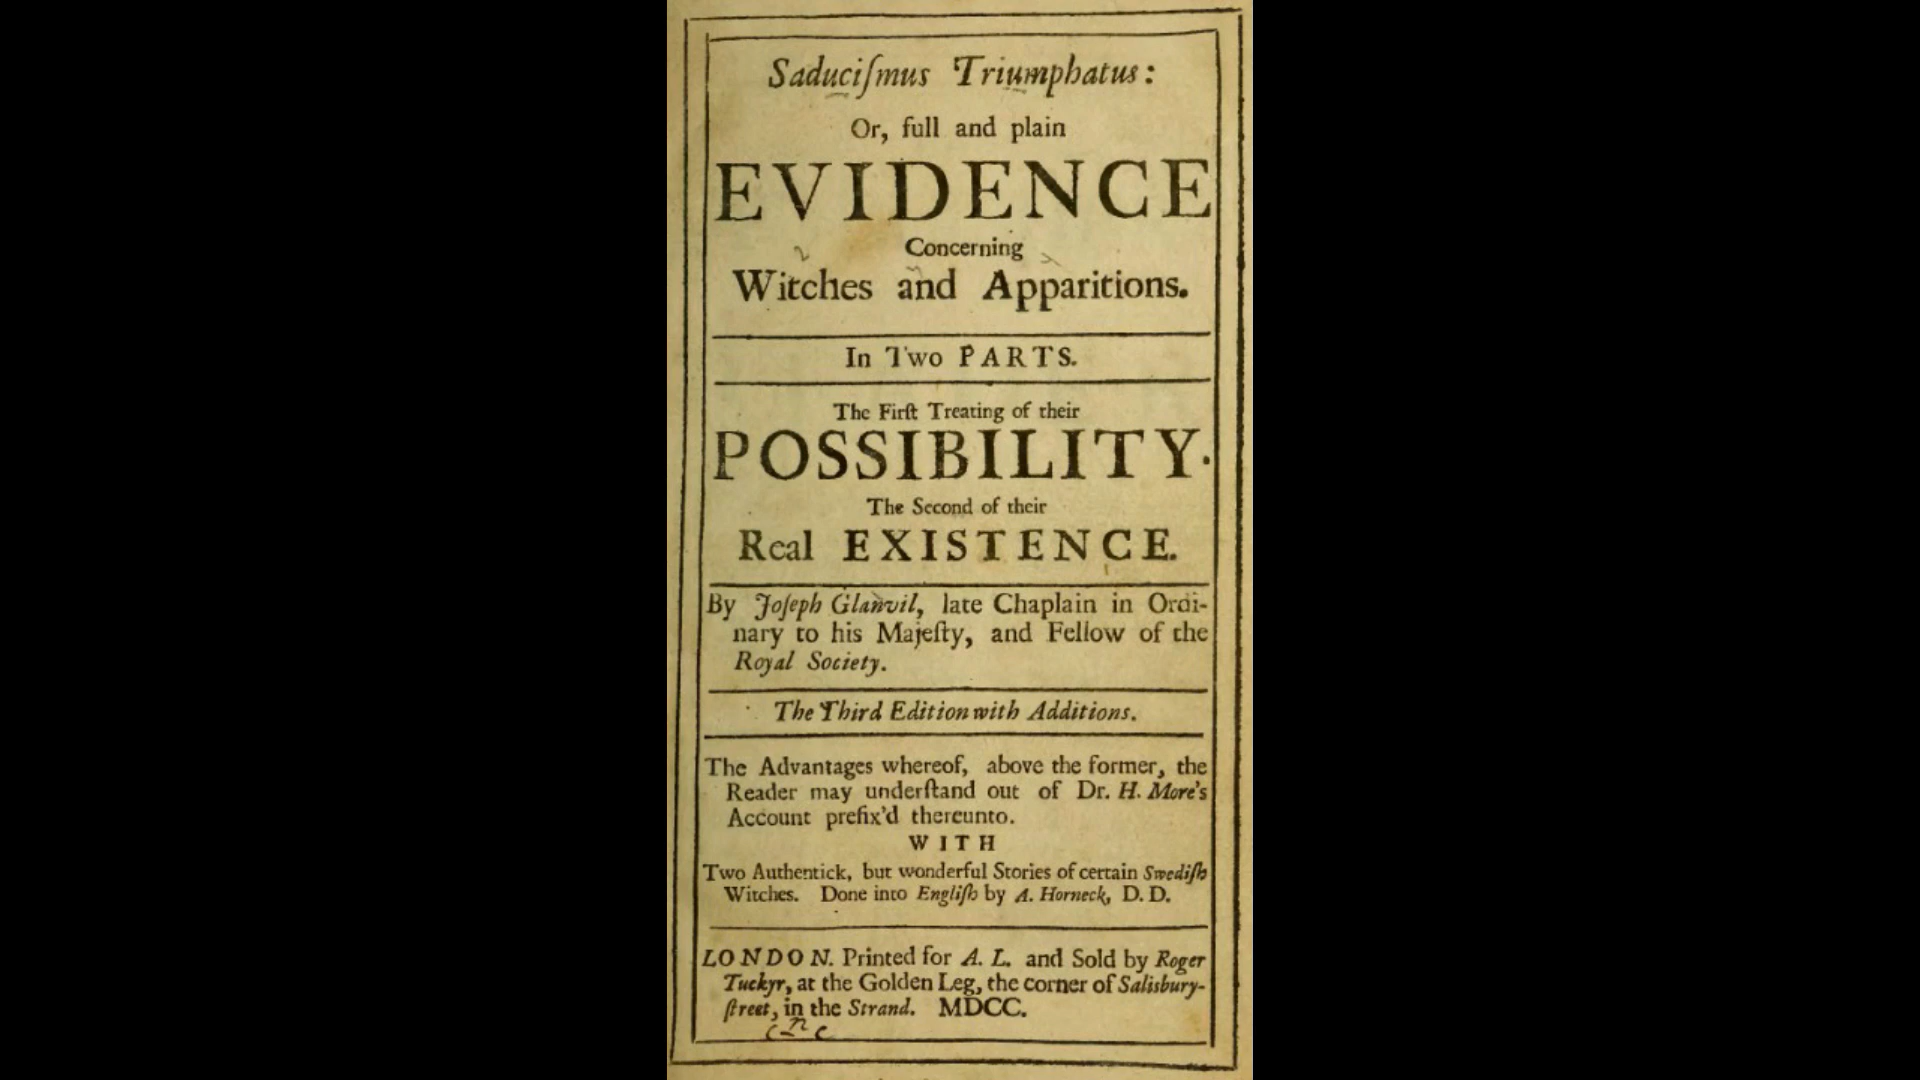 Saduciſmus Triumphatus:
Or, full and plain
EVIDENCE
Concerning
Witches and Apparitions.
In Two PARTS.
The Firſt Treating of their
POSSIBILITY.
The Second of their
Real EXISTENCE.
By Joſeph Glanvil, late Chaplain in Ordi-
nary to his Majeſty, and Fellow of the
Royal Society.
The Third Edition with Additions.
The Advantages whereof, above the former, the
Reader may underſtand out of Dr. H. More's
Account prefix'd thereunto.
WITH
Two Authentick, but wonderful Stories of certain Swediſh
Witches. Done into Engliſh by A. Horneck, D. D.
LONDON. Printed for A. L. and Sold by Roger
Tuckyr, at the Golden Leg, the corner of Salisbury-
ſtreet, in the Strand. MDCC.